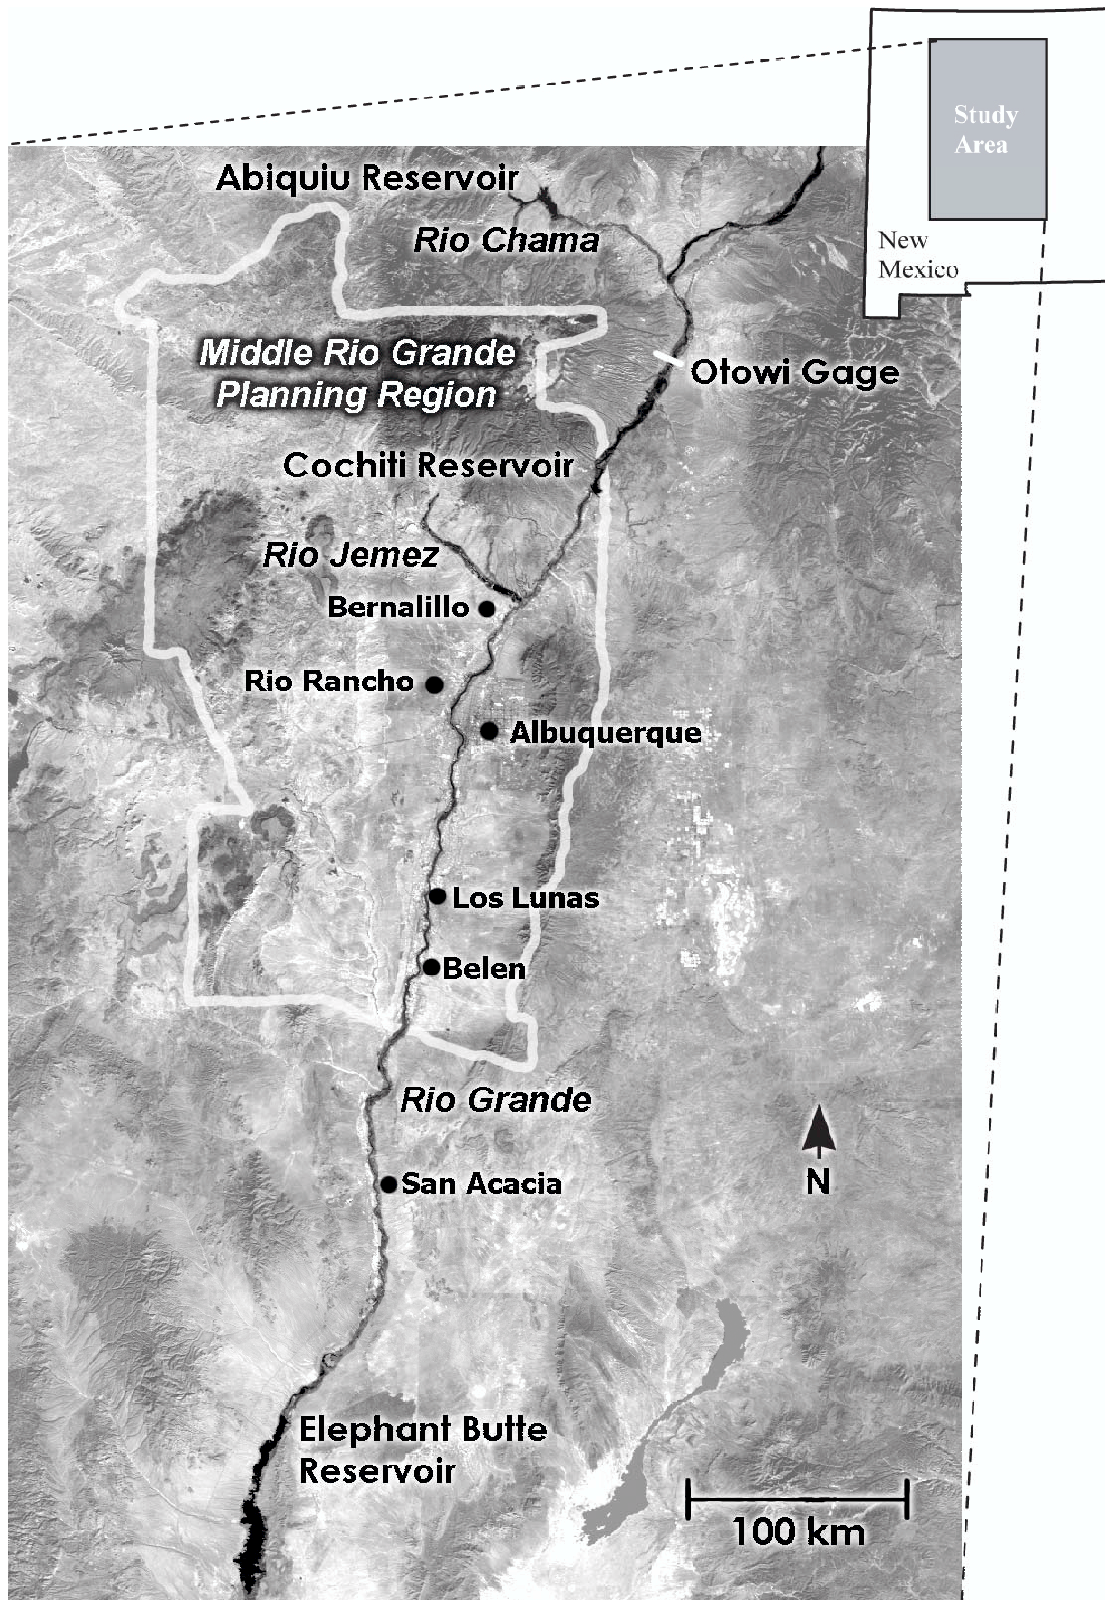 Study
Area
New
Mexico
Abiquiu Reservoir
Rio Chama
Middle Rio Grande
Planning Region
Otowi Gage
Cochiti Reservoir
Rio Jemez
Bernalillo
Rio Rancho
Albuquerque
Los Lunas
Belen
Rio Grande
N
San Acacia
Elephant Butte
Reservoir
100 km